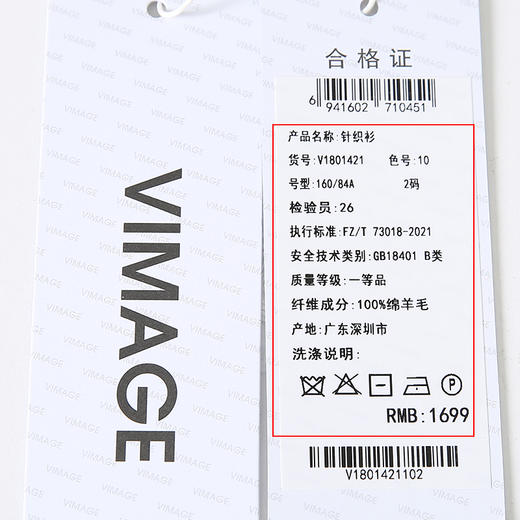 VIMAGE
合格证
6 941602 710451
产品名称:针织衫
货号:V1801421 色号:10
号型:160/84A 2码
检验员:26
执行标准:FZ/T 73018-2021
安全技术类别:GB18401 B类
质量等级:一等品
纤维成分:100%绵羊毛
产地:广东深圳市
洗涤说明:
P
RMB:1699
V1801421102